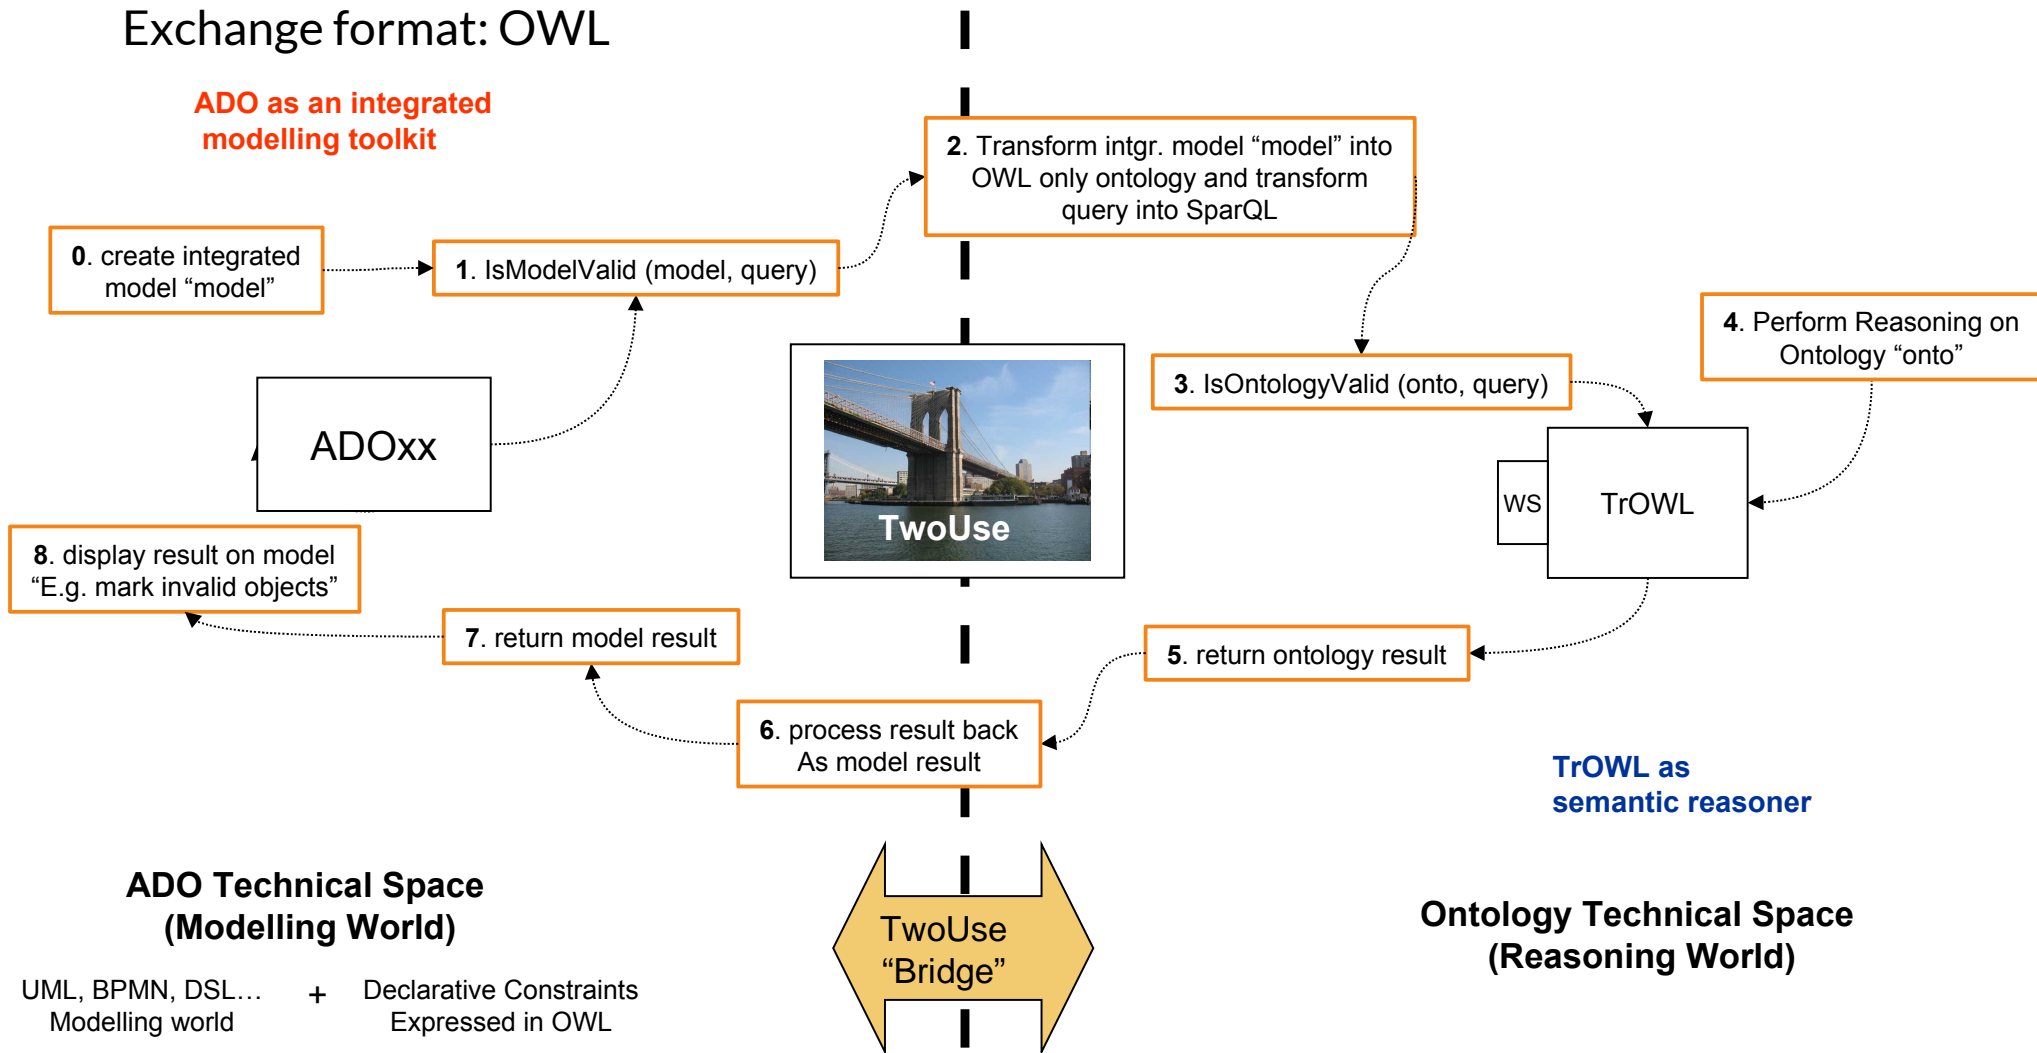 Exchange format: OWL
ADO as an integrated
modelling toolkit
2. Transform intgr. model “model” into
OWL only ontology and transform
query into SparQL
0. create integrated
model “model”
1. IsModelValid (model, query)
4. Perform Reasoning on
Ontology “onto”
3. IsOntologyValid (onto, query)
ADOxx
TwoUse
WS
TrOWL
8. display result on model
“E.g. mark invalid objects”
7. return model result
5. return ontology result
6. process result back
As model result
TrOWL as
semantic reasoner
ADO Technical Space
(Modelling World)
TwoUse
“Bridge”
Ontology Technical Space
(Reasoning World)
UML, BPMN, DSL…
Modelling world
+
Declarative Constraints
Expressed in OWL